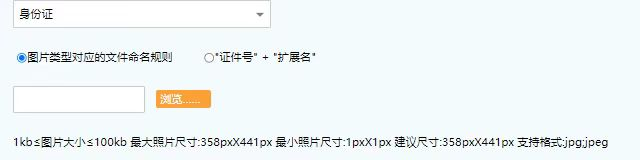 身份证
图片类型对应的文件命名规则 "证件号" + "扩展名"
浏览......
1kb≤图片大小≤100kb 最大照片尺寸:358pxX441px 最小照片尺寸:1pxX1px 建议尺寸:358pxX441px 支持格式:jpg;jpeg